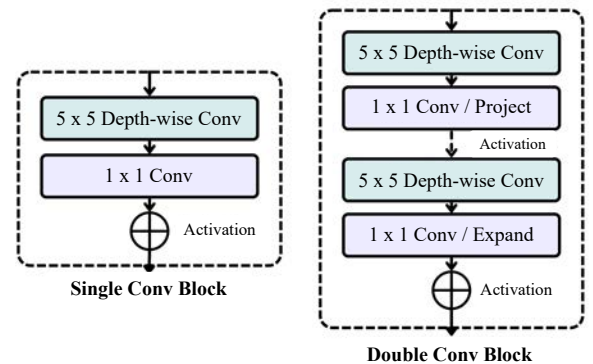 5 x 5 Depth-wise Conv
1 x 1 Conv
Activation
Single Conv Block
5 x 5 Depth-wise Conv
1 x 1 Conv / Project
Activation
5 x 5 Depth-wise Conv
1 x 1 Conv / Expand
Activation
Double Conv Block